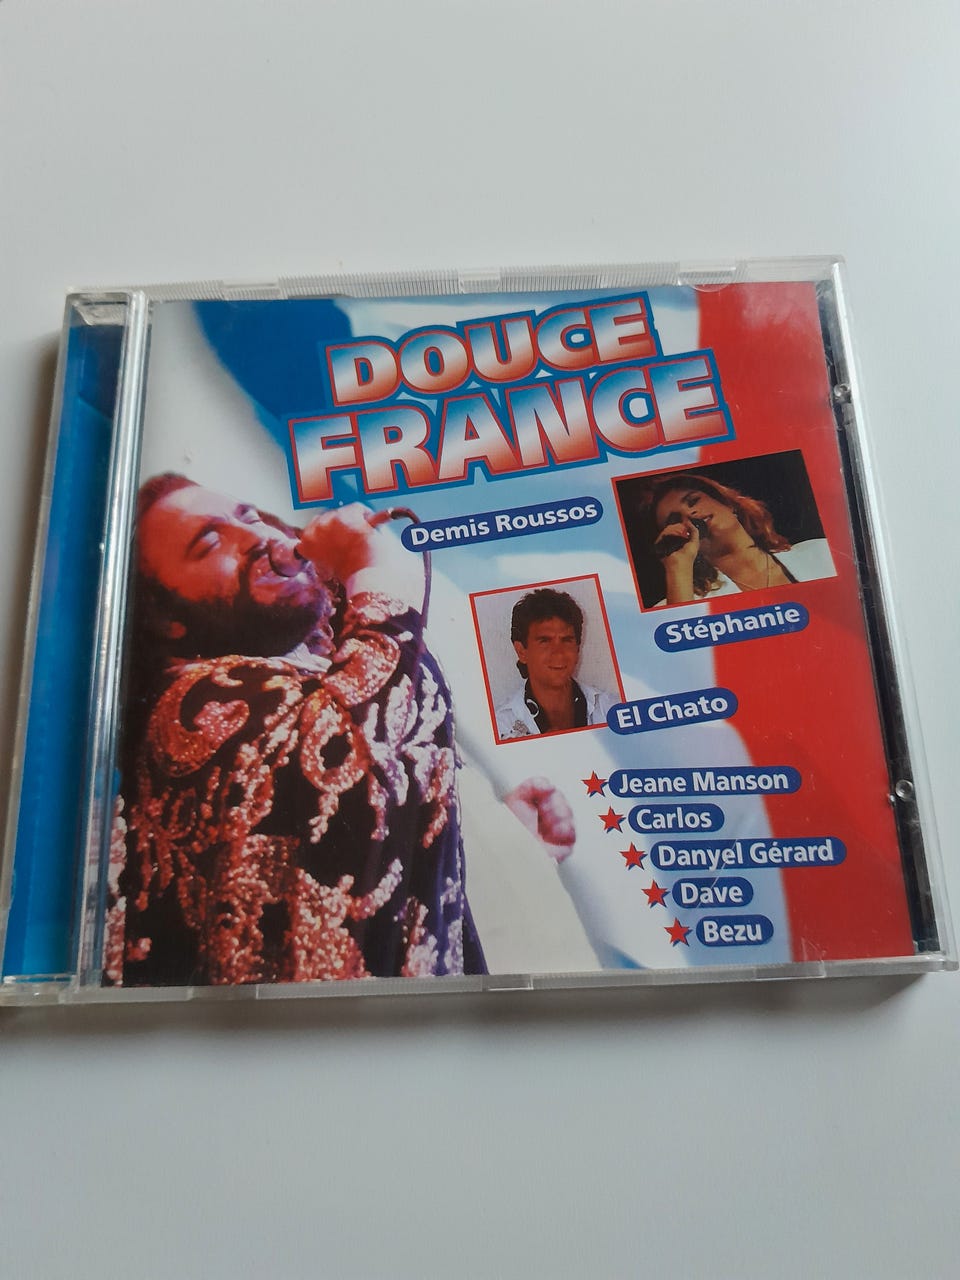 DOUCE
FRANCE
Demis Roussos
Stéphanie
El Chato
Jeane Manson
Carlos
Danyel Gérard
Dave
Bezu